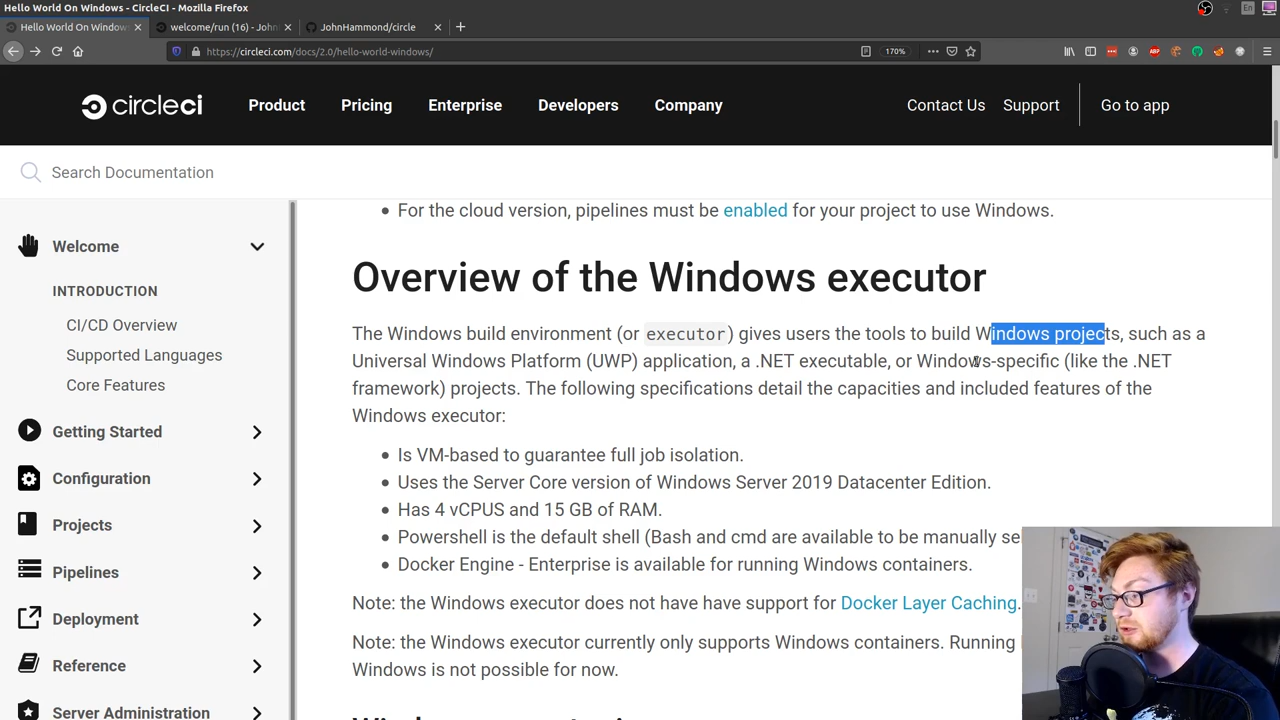 Hello World On Windows - CircleCI - Mozilla Firefox
En
Hello World On Windows
welcome/run (16) - John
JohnHammond/circle
https://circleci.com/docs/2.0/hello-world-windows/
170%
ABP
circleci
Product
Pricing
Enterprise
Developers
Company
Contact Us
Support
Go to app
Search Documentation
Welcome
INTRODUCTION
CI/CD Overview
Supported Languages
Core Features
Getting Started
Configuration
Projects
Pipelines
Deployment
Reference
Server Administration
For the cloud version, pipelines must be enabled for your project to use Windows.
Overview of the Windows executor
The Windows build environment (or executor) gives users the tools to build Windows projects, such as a
Universal Windows Platform (UWP) application, a .NET executable, or Windows-specific (like the .NET
framework) projects. The following specifications detail the capacities and included features of the
Windows executor:
Is VM-based to guarantee full job isolation.
Uses the Server Core version of Windows Server 2019 Datacenter Edition.
Has 4 vCPUS and 15 GB of RAM.
Powershell is the default shell (Bash and cmd are available to be manually se
Docker Engine - Enterprise is available for running Windows containers.
Note: the Windows executor does not have have support for Docker Layer Caching.
Note: the Windows executor currently only supports Windows containers. Running
Windows is not possible for now.